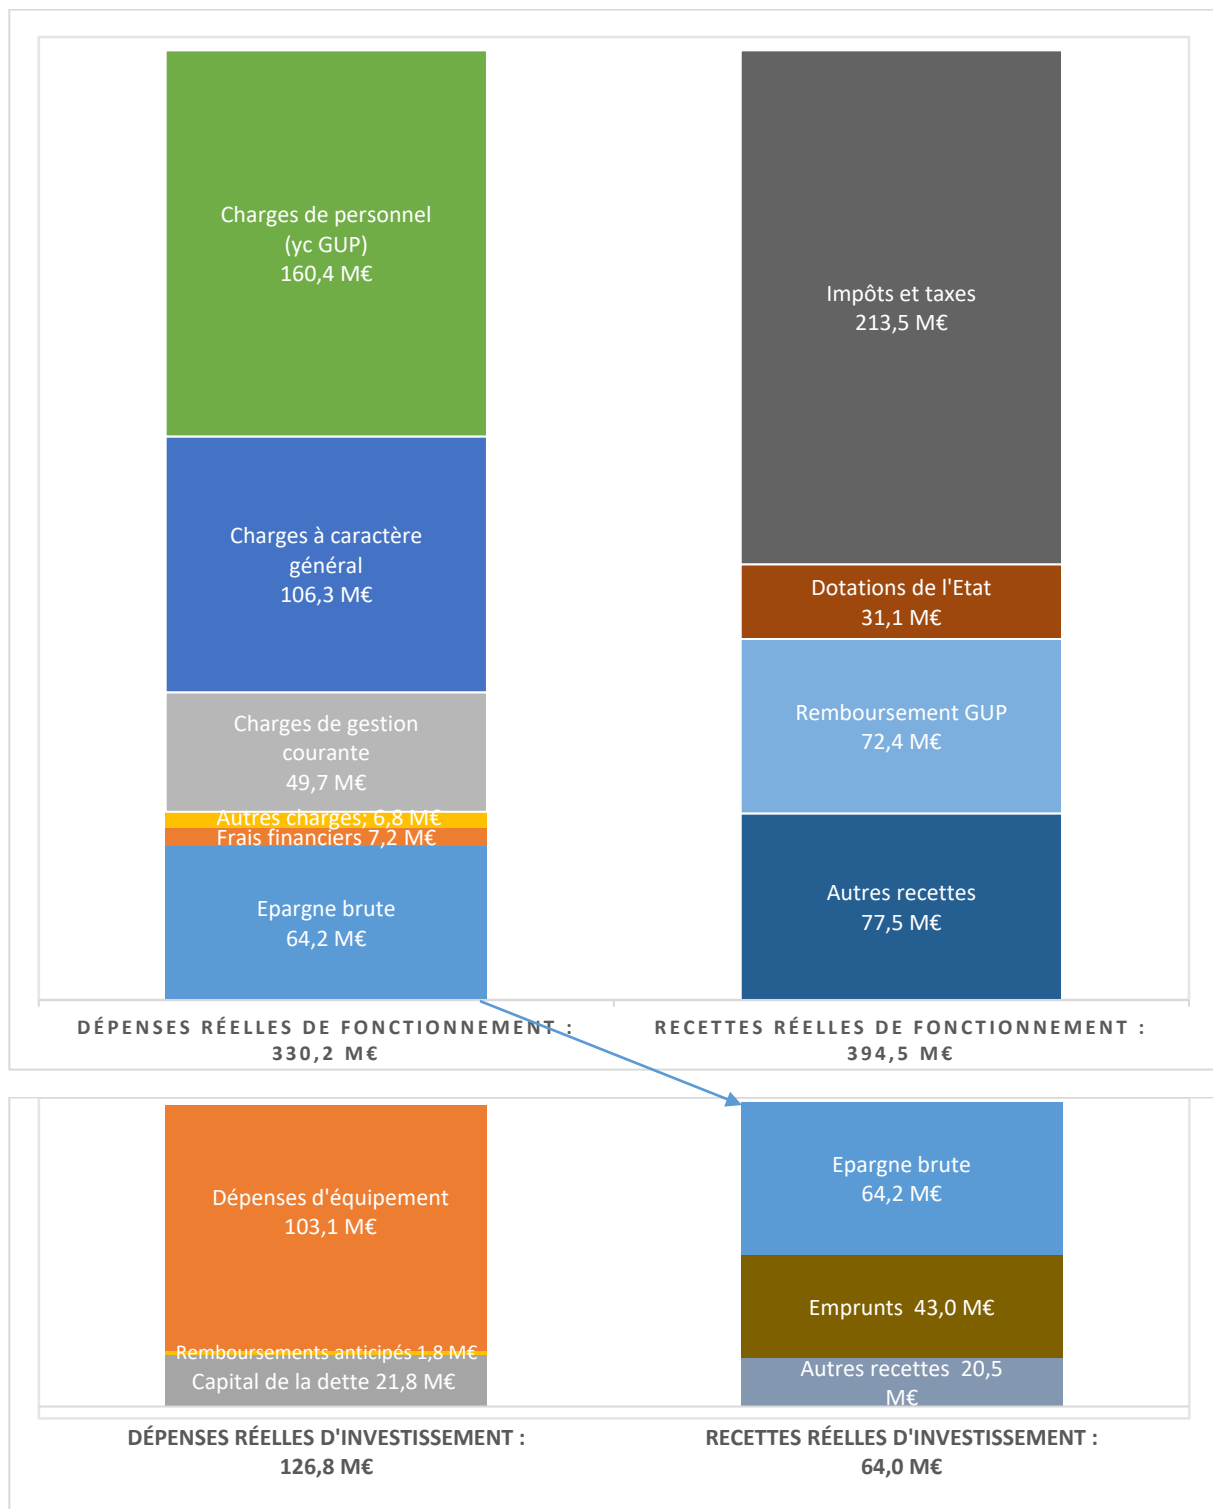 Charges de personnel
(yc GUP)
160,4 M€
Charges à caractère
général
106,3 M€
Charges de gestion
courante
49,7 M€
Autres charges; 6,8 M€
Frais financiers 7,2 M€
Epargne brute
64,2 M€
Impôts et taxes
213,5 M€
Dotations de l'Etat
31,1 M€
Remboursement GUP
72,4 M€
Autres recettes
77,5 M€
DÉPENSES RÉELLES DE FONCTIONNEMENT :
330,2 M€
RECETTES RÉELLES DE FONCTIONNEMENT :
394,5 M€
Dépenses d'équipement
103,1 M€
Remboursements anticipés 1,8 M€
Capital de la dette 21,8 M€
Epargne brute
64,2 M€
Emprunts 43,0 M€
Autres recettes 20,5
M€
DÉPENSES RÉELLES D'INVESTISSEMENT :
126,8 M€
RECETTES RÉELLES D'INVESTISSEMENT :
64,0 M€